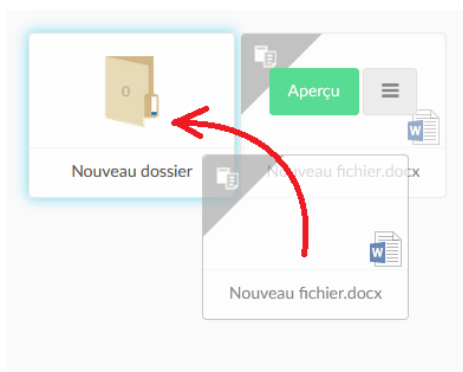 0
Aperçu
W
Nouveau dossier
Nouveau fichier.docx
W
Nouveau fichier.docx